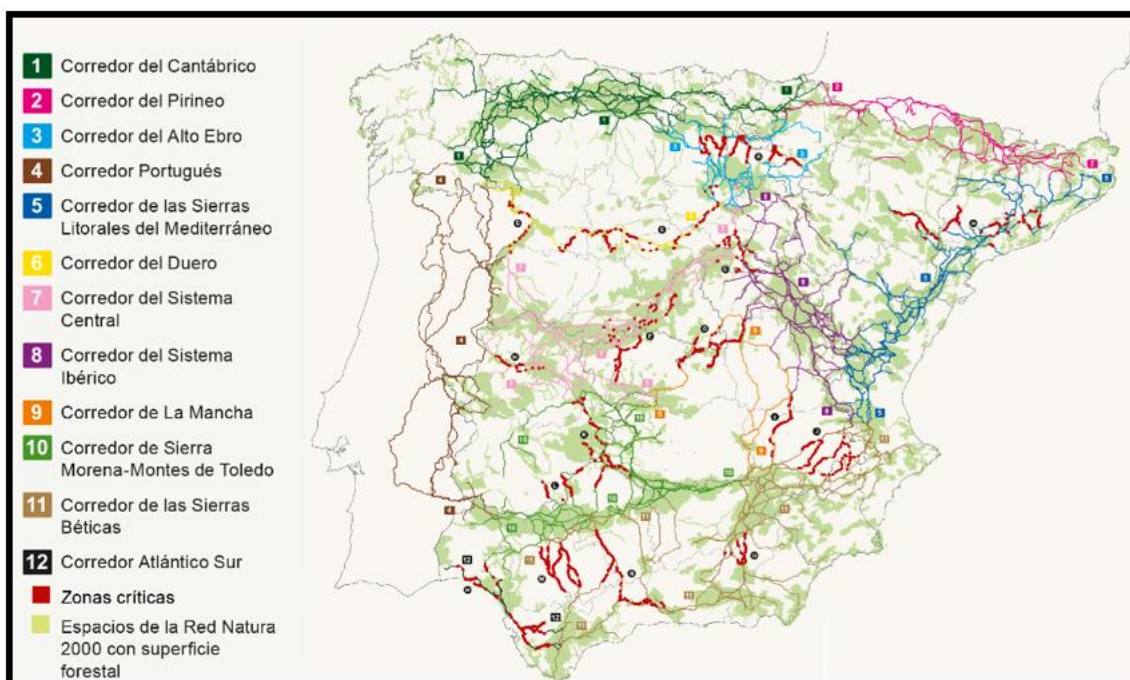 1 Corredor del Cantábrico
2 Corredor del Pirineo
3 Corredor del Alto Ebro
4 Corredor Portugués
5 Corredor de las Sierras
Litorales del Mediterráneo
6 Corredor del Duero
7 Corredor del Sistema
Central
8 Corredor del Sistema
Ibérico
9 Corredor de La Mancha
10 Corredor de Sierra
Morena-Montes de Toledo
11 Corredor de las Sierras
Béticas
12 Corredor Atlántico Sur
Zonas críticas
Espacios de la Red Natura
2000 con superficie
forestal